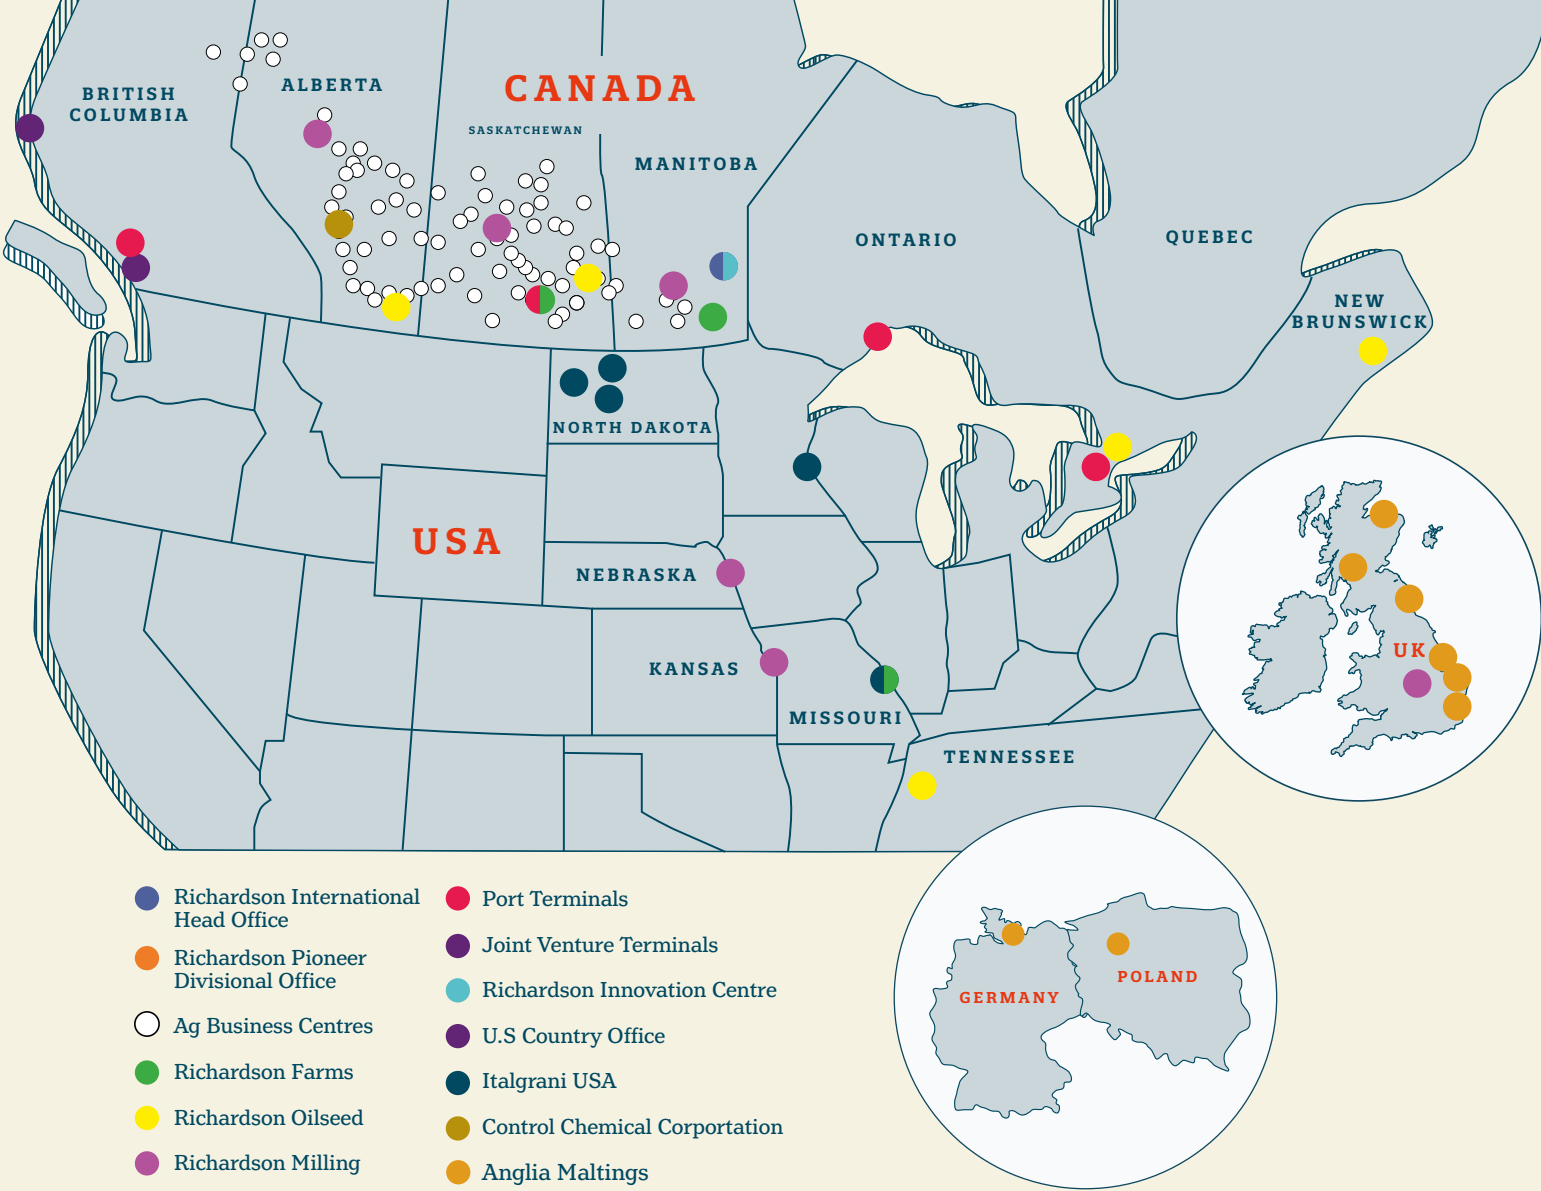 CANADA
BRITISH
COLUMBIA
ALBERTA
SASKATCHEWAN
MANITOBA
ONTARIO
QUEBEC
NEW
BRUNSWICK
NORTH DAKOTA
USA
NEBRASKA
KANSAS
MISSOURI
TENNESSEE
UK
GERMANY
POLAND
Richardson International
Head Office
Richardson Pioneer
Divisional Office
Ag Business Centres
Richardson Farms
Richardson Oilseed
Richardson Milling
Port Terminals
Joint Venture Terminals
Richardson Innovation Centre
U.S Country Office
Italgrani USA
Control Chemical Corportation
Anglia Maltings